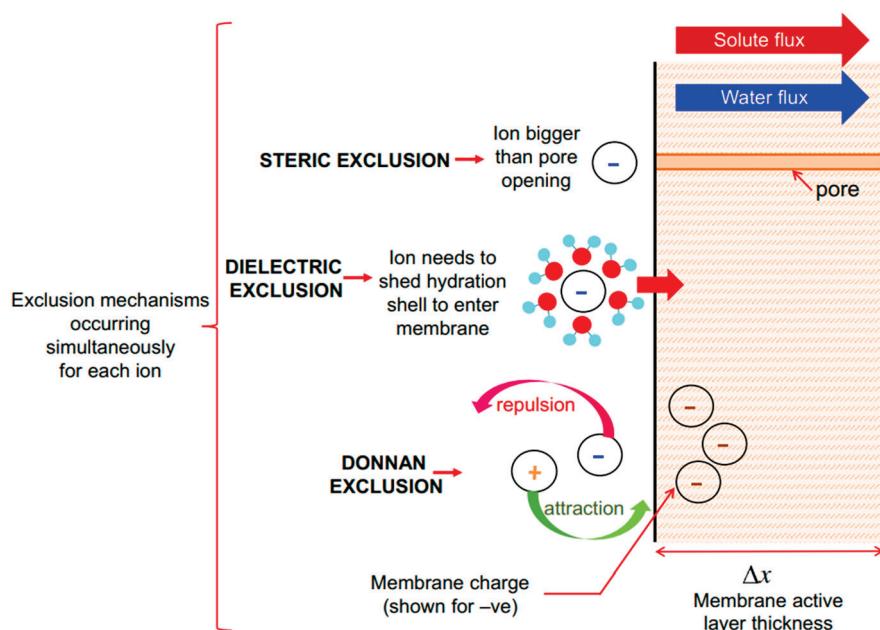 Solute flux
Water flux
STERIC EXCLUSION
Ion bigger
than pore
opening
–
pore
Exclusion mechanisms
occurring
simultaneously
for each ion
DIELECTRIC
EXCLUSION
Ion needs to
shed hydration
shell to enter
membrane
–
repulsion
DONNAN
EXCLUSION
+
–
attraction
–
–
–
Membrane charge
(shown for –ve)
Δx
Membrane active
layer thickness